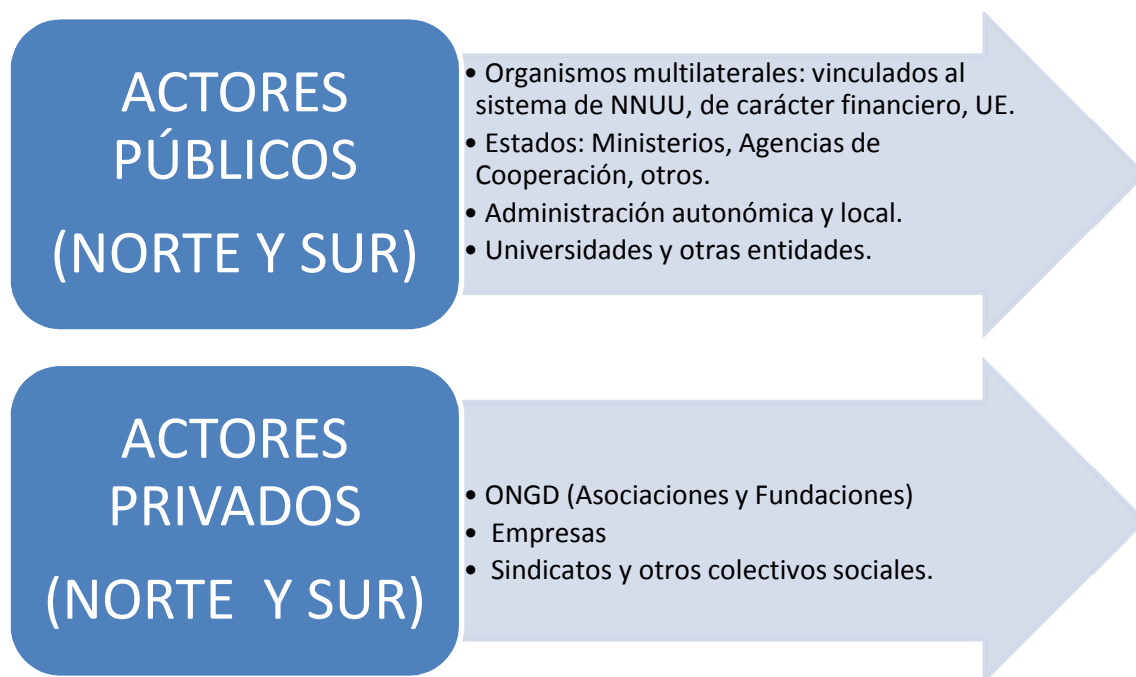 ACTORES
PÚBLICOS
(NORTE Y SUR)
• Organismos multilaterales: vinculados al
sistema de NNUU, de carácter financiero, UE.
• Estados: Ministerios, Agencias de
Cooperación, otros.
• Administración autonómica y local.
• Universidades y otras entidades.
ACTORES
PRIVADOS
(NORTE Y SUR)
• ONGD (Asociaciones y Fundaciones)
• Empresas
• Sindicatos y otros colectivos sociales.